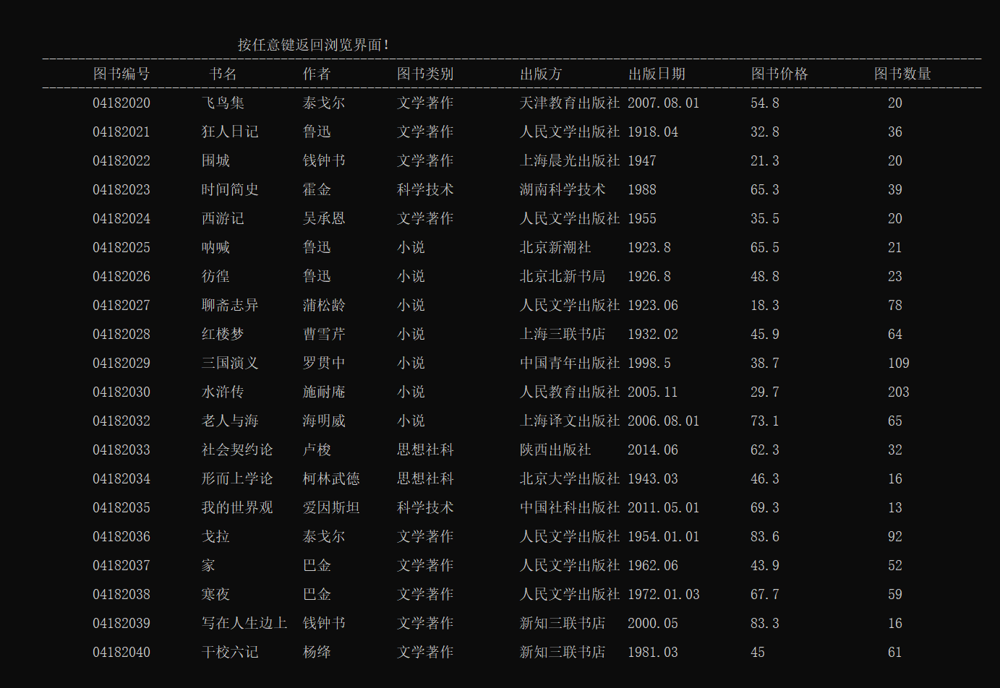 按任意键返回浏览界面!
图书编号 书名 作者 图书类别 出版方 出版日期 图书价格 图书数量
04182020 飞鸟集 泰戈尔 文学著作 天津教育出版社 2007.08.01 54.8 20
04182021 狂人日记 鲁迅 文学著作 人民文学出版社 1918.04 32.8 36
04182022 围城 钱钟书 文学著作 上海晨光出版社 1947 21.3 20
04182023 时间简史 霍金 科学技术 湖南科学技术 1988 65.3 39
04182024 西游记 吴承恩 文学著作 人民文学出版社 1955 35.5 20
04182025 呐喊 鲁迅 小说 北京新潮社 1923.8 65.5 21
04182026 彷徨 鲁迅 小说 北京北新书局 1926.8 48.8 23
04182027 聊斋志异 蒲松龄 小说 人民文学出版社 1923.06 18.3 78
04182028 红楼梦 曹雪芹 小说 上海三联书店 1932.02 45.9 64
04182029 三国演义 罗贯中 小说 中国青年出版社 1998.5 38.7 109
04182030 水浒传 施耐庵 小说 人民教育出版社 2005.11 29.7 203
04182032 老人与海 海明威 小说 上海译文出版社 2006.08.01 73.1 65
04182033 社会契约论 卢梭 思想社科 陕西出版社 2014.06 62.3 32
04182034 形而上学论 柯林武德 思想社科 北京大学出版社 1943.03 46.3 16
04182035 我的世界观 爱因斯坦 科学技术 中国社科出版社 2011.05.01 69.3 13
04182036 戈拉 泰戈尔 文学著作 人民文学出版社 1954.01.01 83.6 92
04182037 家 巴金 文学著作 人民文学出版社 1962.06 43.9 52
04182038 寒夜 巴金 文学著作 人民文学出版社 1972.01.03 67.7 59
04182039 写在人生边上 钱钟书 文学著作 新知三联书店 2000.05 83.3 16
04182040 干校六记 杨绛 文学著作 新知三联书店 1981.03 45 61